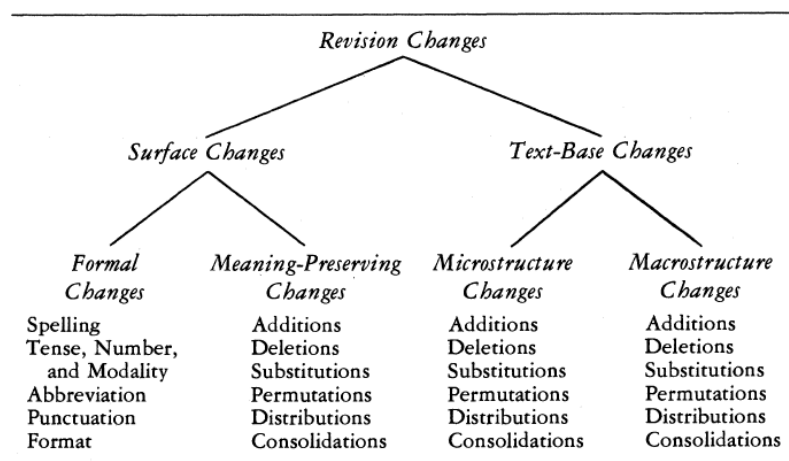 Revision Changes
Surface Changes
Text-Base Changes
Formal Changes
Spelling
Tense, Number,
and Modality
Abbreviation
Punctuation
Format
Meaning-Preserving
Changes
Additions
Deletions
Substitutions
Permutations
Distributions
Consolidations
Microstructure
Changes
Additions
Deletions
Substitutions
Permutations
Distributions
Consolidations
Macrostructure
Changes
Additions
Deletions
Substitutions
Permutations
Distributions
Consolidations